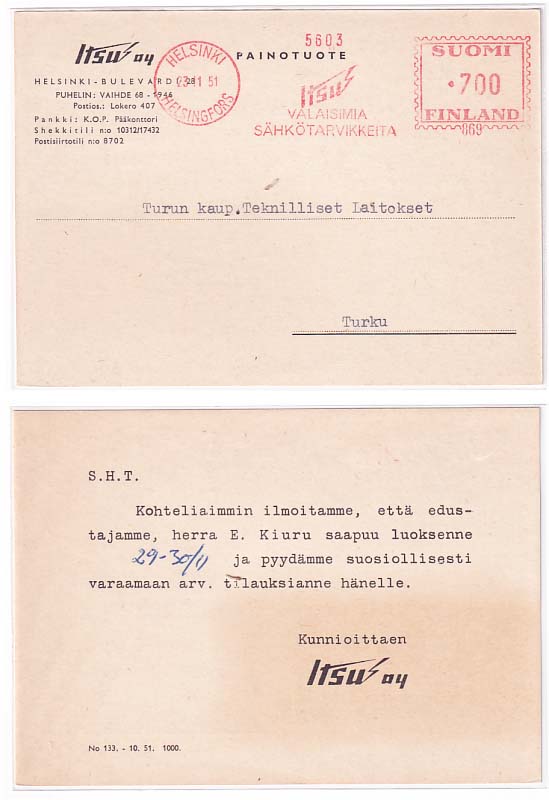 Itsu oy
HELSINKI - BULEVARDI 28
PUHELIN: VAIHDE 68 - 1946
Postios.: Lokero 407
Pankki: K.O.P. Pääkonttori
Shekkitili n:o 10312/17432
Postisiirtotili n:o 8702
HELSINKI
23.11 51
HELSINGFORS
PAINOTUOTE
5603
Itsu
VALAISIMIA
SÄHKÖTARVIKKEITA
SUOMI
700
FINLAND
069
Turun kaup.Teknilliset Laitokset
Turku
S.H.T.
Kohteliaimmin ilmoitamme, että edus-
tajamme, herra E. Kiuru saapuu luoksenne
29-30/11 ja pyydämme suosiollisesti
varaamaan arv. tilauksianne hänelle.
Kunnioittaen
Itsu oy
No 133. - 10. 51. 1000.